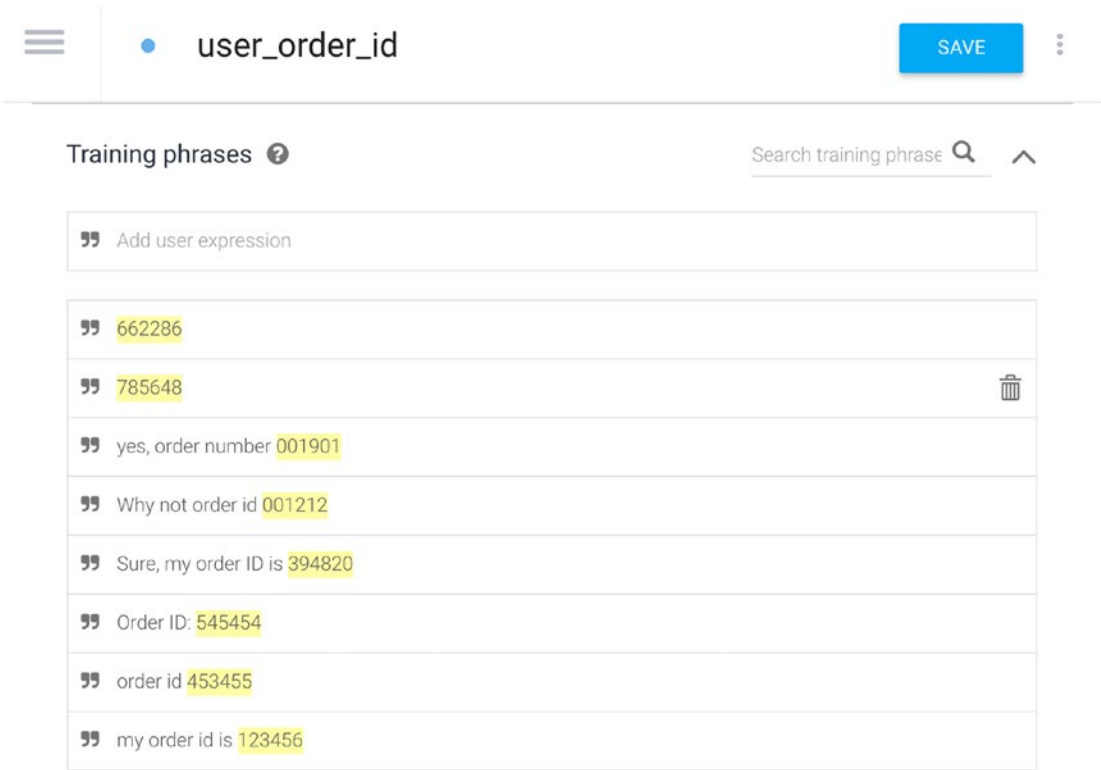 user_order_id
SAVE
Training phrases
Search training phrase
Add user expression
662286
785648
yes, order number 001901
Why not order id 001212
Sure, my order ID is 394820
Order ID: 545454
order id 453455
my order id is 123456